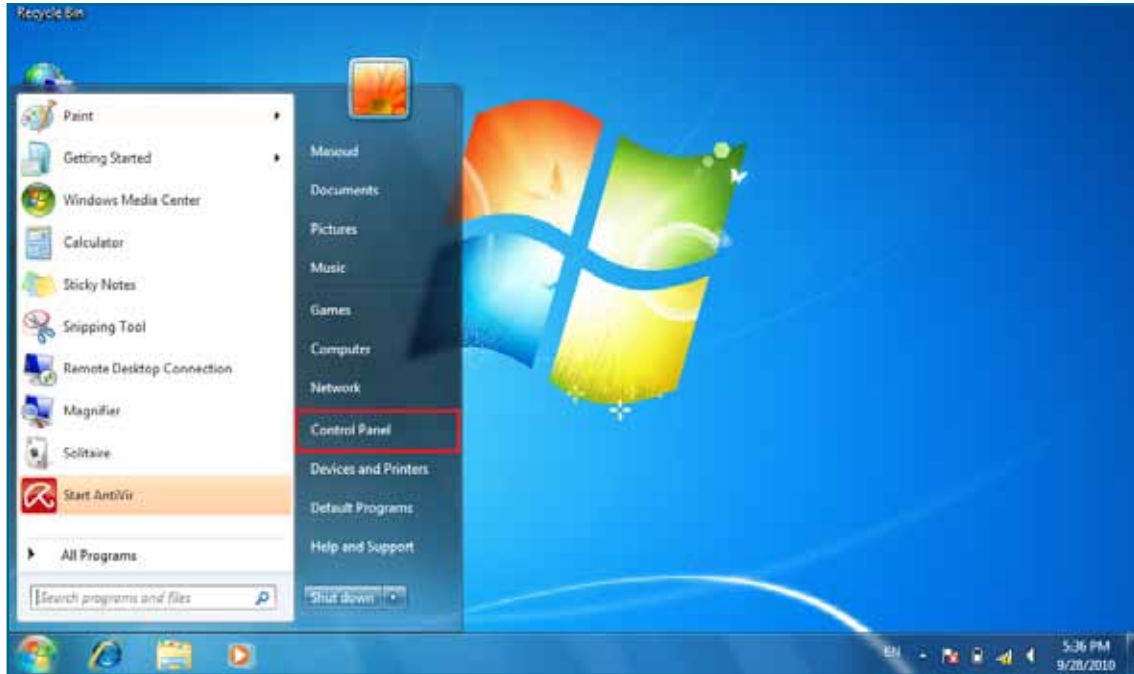 Recycle Bin
Paint
Getting Started
Windows Media Center
Calculator
Sticky Notes
Snipping Tool
Remote Desktop Connection
Magnifier
Solitaire
Start AntiVir
All Programs
Search programs and files
Masoud
Documents
Pictures
Music
Games
Computer
Network
Control Panel
Devices and Printers
Default Programs
Help and Support
Shut down
EN
5:36 PM
9/28/2010